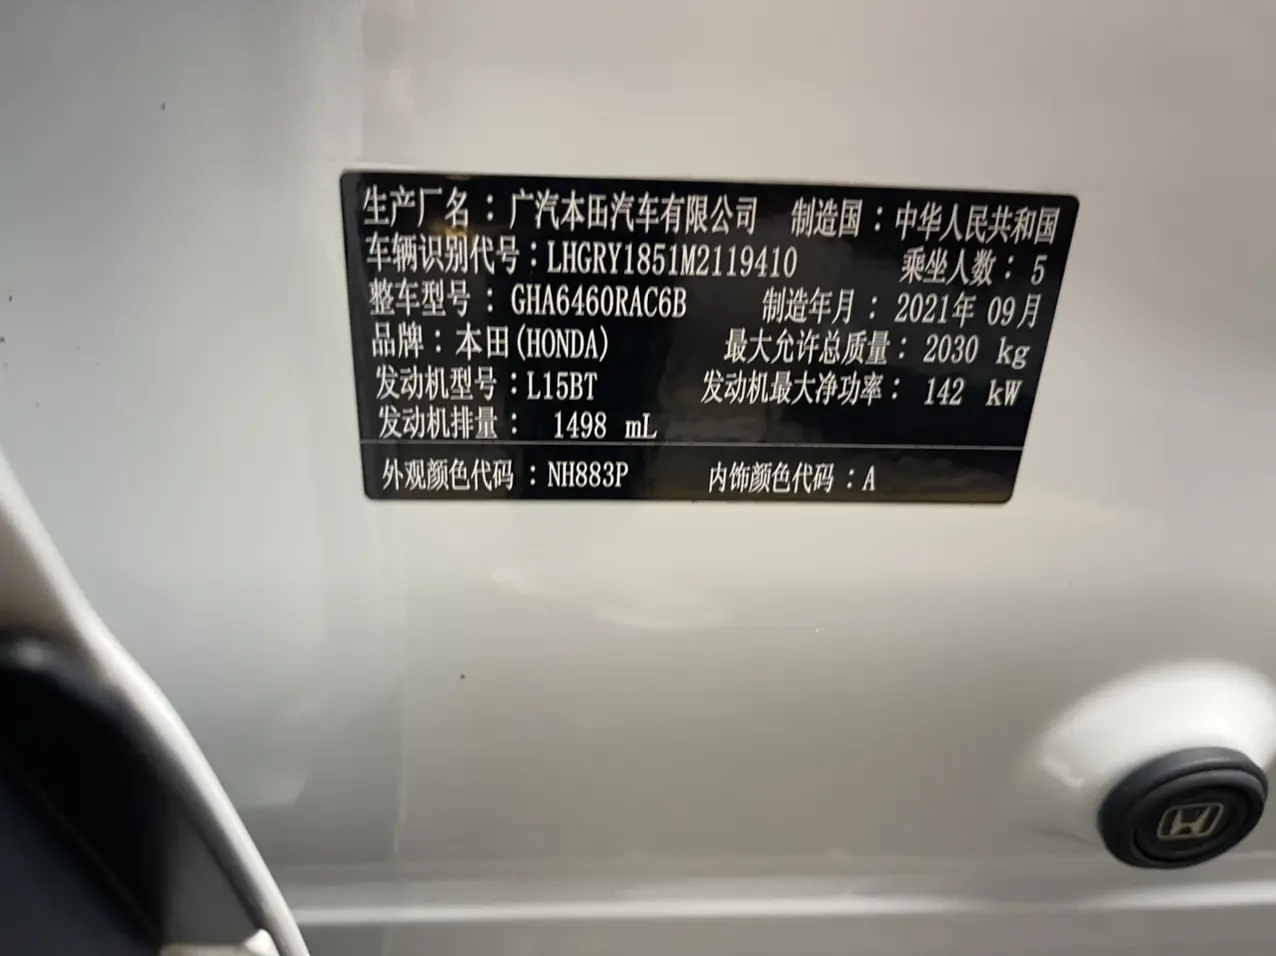 生产厂名：广汽本田汽车有限公司 制造国：中华人民共和国
车辆识别代号：LHGRY1851M2119410 乘坐人数：5
整车型号：GHA6460RAC6B 制造年月：2021年 09月
品牌：本田(HONDA) 最大允许总质量：2030 kg
发动机型号：L15BT 发动机最大净功率：142 kW
发动机排量：1498 mL
外观颜色代码：NH883P 内饰颜色代码：A